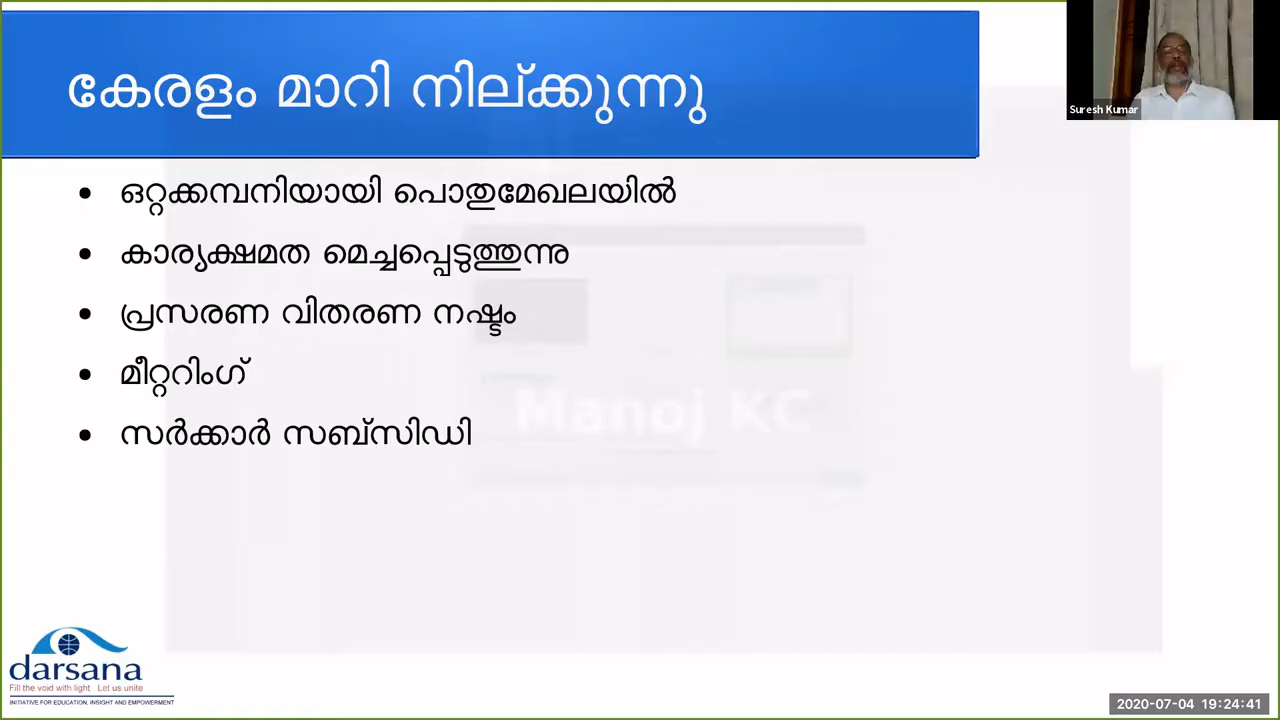 കേരളം മാറി നില്ക്കുന്നു
Suresh Kumar
• ഒറ്റക്കമ്പനിയായി പൊതുമേഖലയിൽ
• കാര്യക്ഷമത മെച്ചപ്പെടുത്തുന്നു
• പ്രസരണ വിതരണ നഷ്ടം
• മീറ്ററിംഗ്
• സർക്കാർ സബ്സിഡി
Manoj KC
darsana
Fill the void with light Let us unite
INITIATIVE FOR EDUCATION, INSIGHT AND EMPOWERMENT
2020-07-04 19:24:41